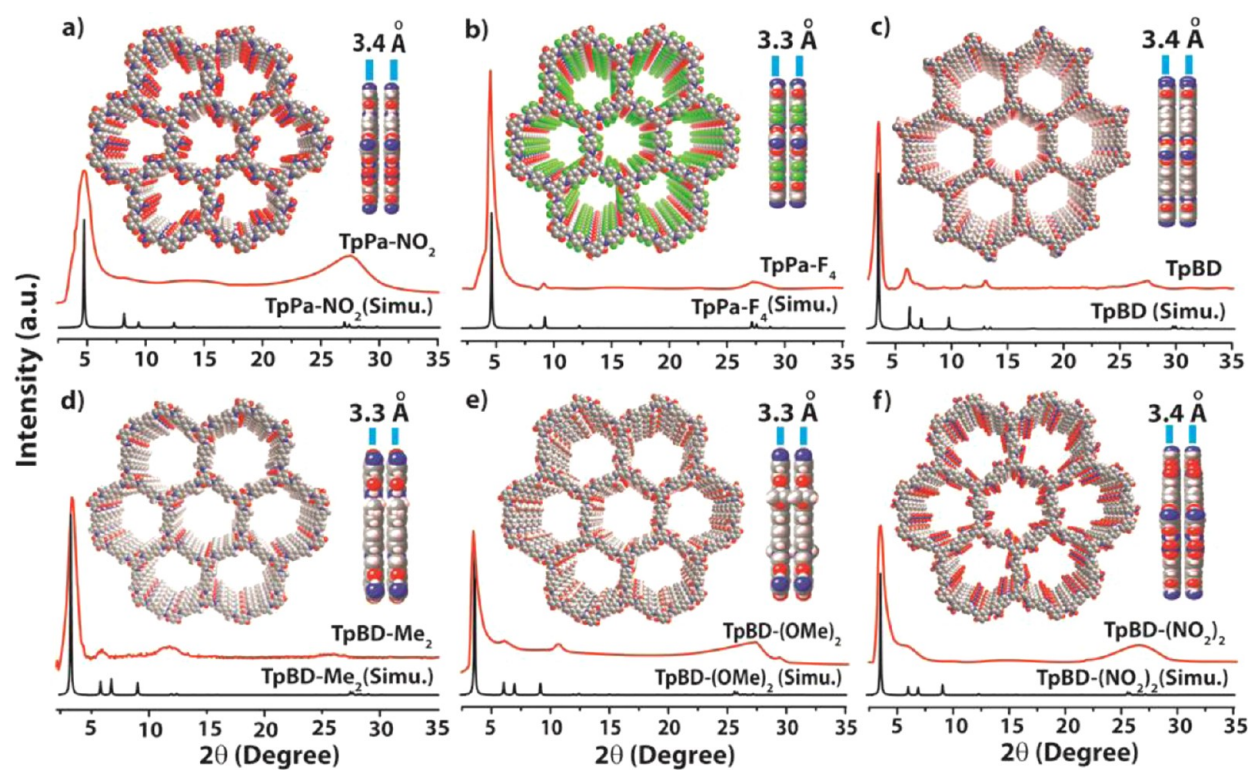 a)
3.4 Å
TpPa-NO2
TpPa-NO2(Simu.)
5 10 15 20 25 30 35
b)
3.3 Å
TpPa-F4
TpPa-F4(Simu.)
5 10 15 20 25 30 35
c)
3.4 Å
TpBD
TpBD (Simu.)
5 10 15 20 25 30 35
Intensity (a.u.)
d)
3.3 Å
TpBD-Me2
TpBD-Me2(Simu.)
5 10 15 20 25 30 35
2θ (Degree)
e)
3.3 Å
TpBD-(OMe)2
TpBD-(OMe)2 (Simu.)
5 10 15 20 25 30 35
2θ (Degree)
f)
3.4 Å
TpBD-(NO2)2
TpBD-(NO2)2(Simu.)
5 10 15 20 25 30 35
2θ (Degree)